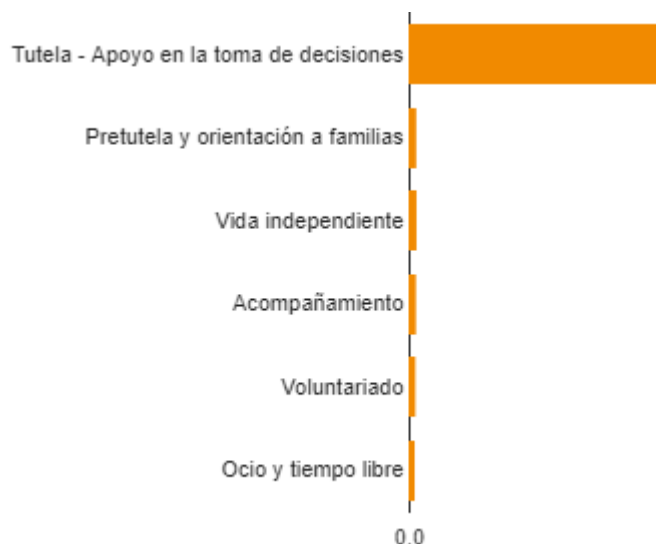 Tutela - Apoyo en la toma de decisiones
Pretutela y orientación a familias
Vida independiente
Acompañamiento
Voluntariado
Ocio y tiempo libre
0.0